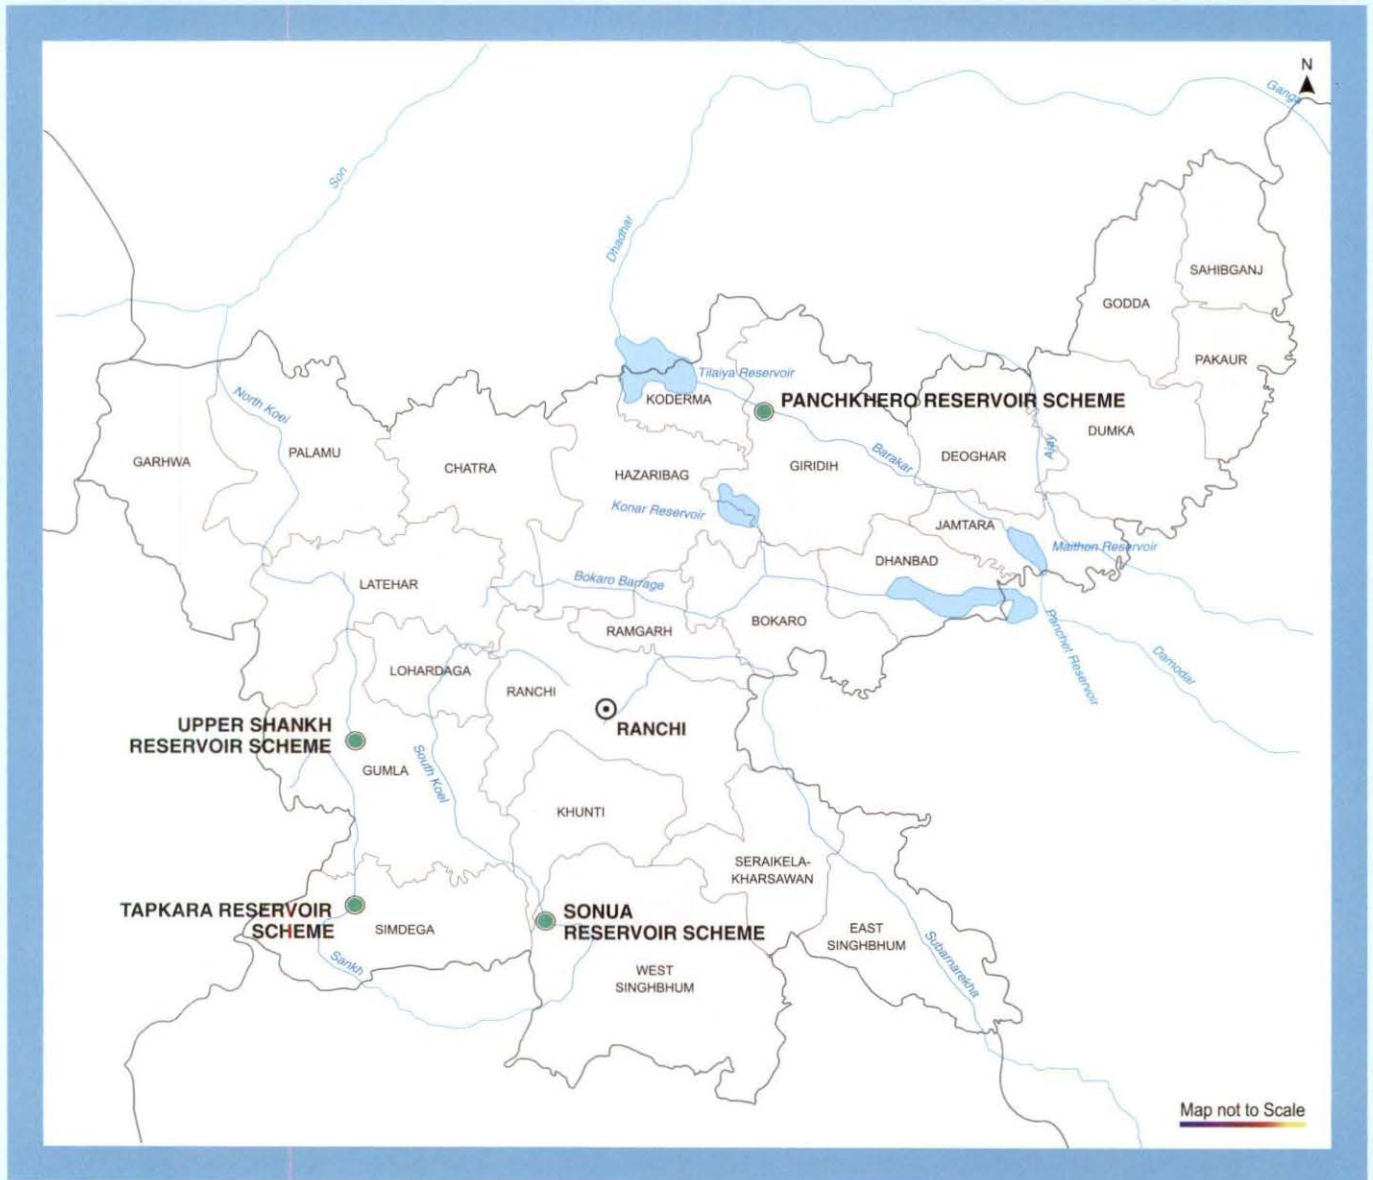 N
Ganga
Son
Dhadhar
SAHIBGANJ
GODDA
PAKAUR
Tilaiya Reservoir
KODERMA
PANCHKHERO RESERVOIR SCHEME
North Koel
DUMKA
Ajay
GARHWA
PALAMU
CHATRA
HAZARIBAG
GIRIDIH
Barakar
DEOGHAR
Konar Reservoir
JAMTARA
Maithon Reservoir
DHANBAD
LATEHAR
Bokaro Barrage
BOKARO
RAMGARH
Panchet Reservoir
Damodar
LOHARDAGA
RANCHI
RANCHI
UPPER SHANKH
RESERVOIR SCHEME
GUMLA
South Koel
KHUNTI
SERAIKELA-
KHARSAWAN
TAPKARA RESERVOIR
SCHEME
SIMDEGA
SONUA
RESERVOIR SCHEME
EAST
SINGHBHUM
Subarnarekha
Sankh
WEST
SINGHBHUM
Map not to Scale